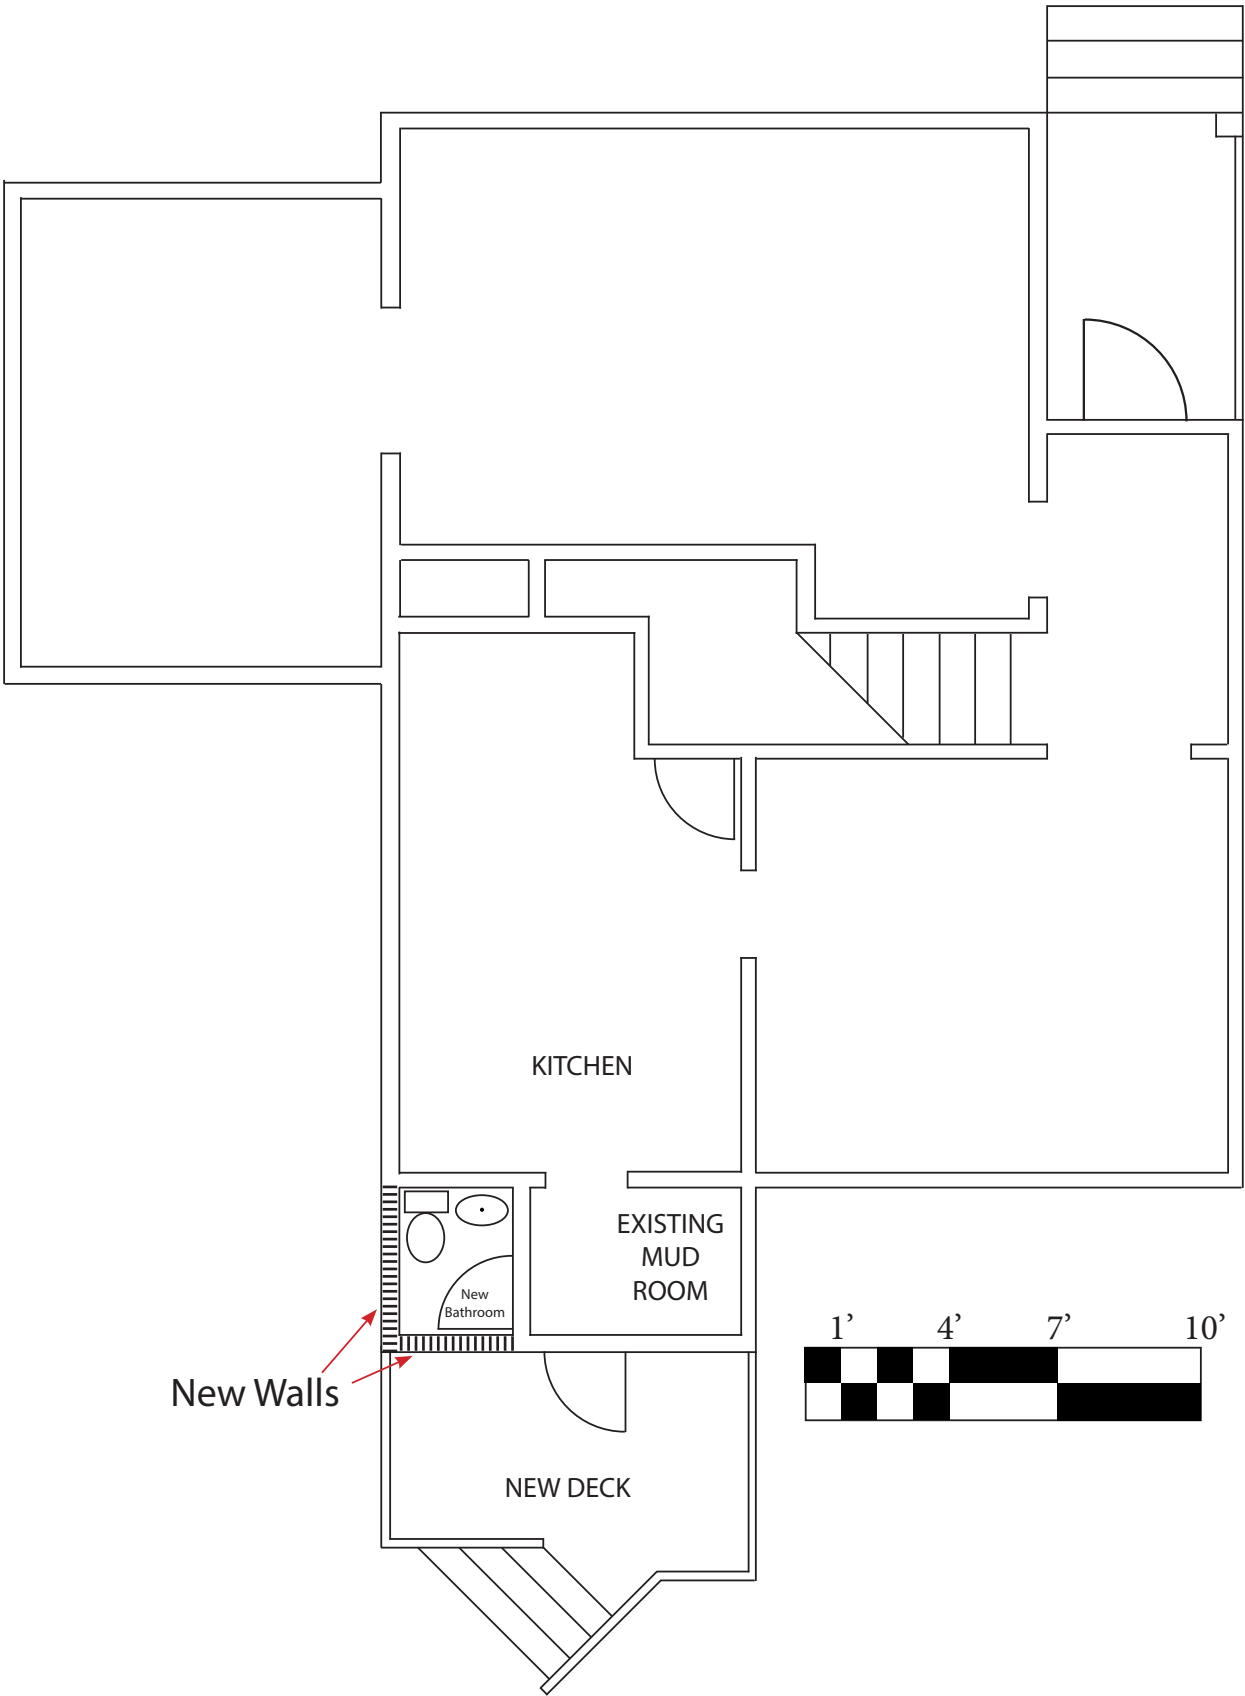 KITCHEN
EXISTING
MUD
ROOM
New
Bathroom
New Walls
1’ 4’ 7’ 10’
NEW DECK